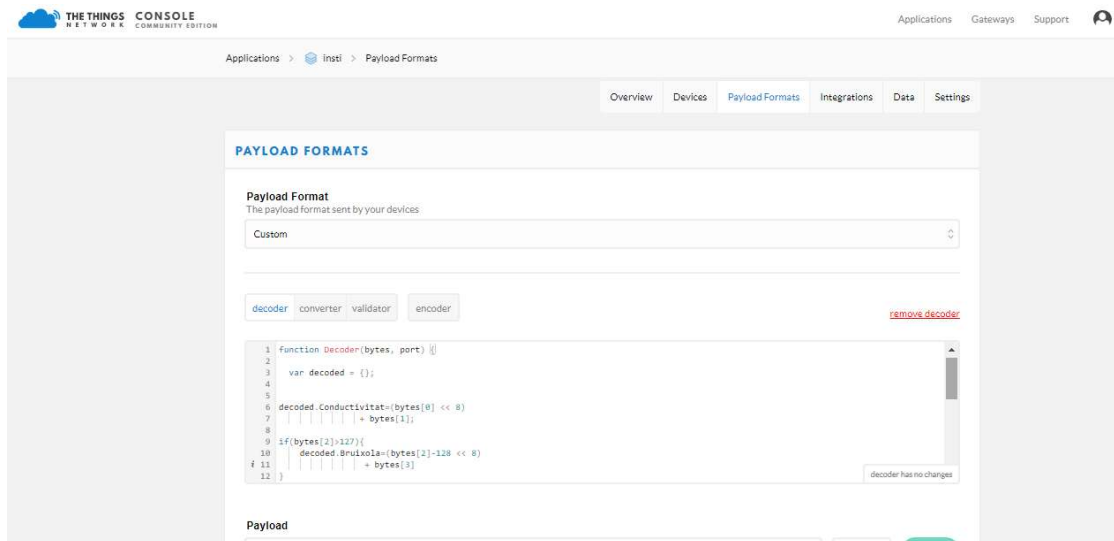 THE THINGS NETWORK CONSOLE COMMUNITY EDITION
Applications Gateways Support
Applications > insti > Payload Formats
Overview Devices Payload Formats Integrations Data Settings
PAYLOAD FORMATS
Payload Format
The payload format sent by your devices
Custom
decoder converter validator encoder
remove decoder
1 function Decoder(bytes, port) {
2
3 var decoded = {};
4
5
6 decoded.Conductivitat=(bytes[0] << 8)
7 + bytes[1];
8
9 if(bytes[2]>127){
10 decoded.Bruixola=(bytes[2]-128 << 8)
i 11 + bytes[3]
12 }
decoder has no changes
Payload